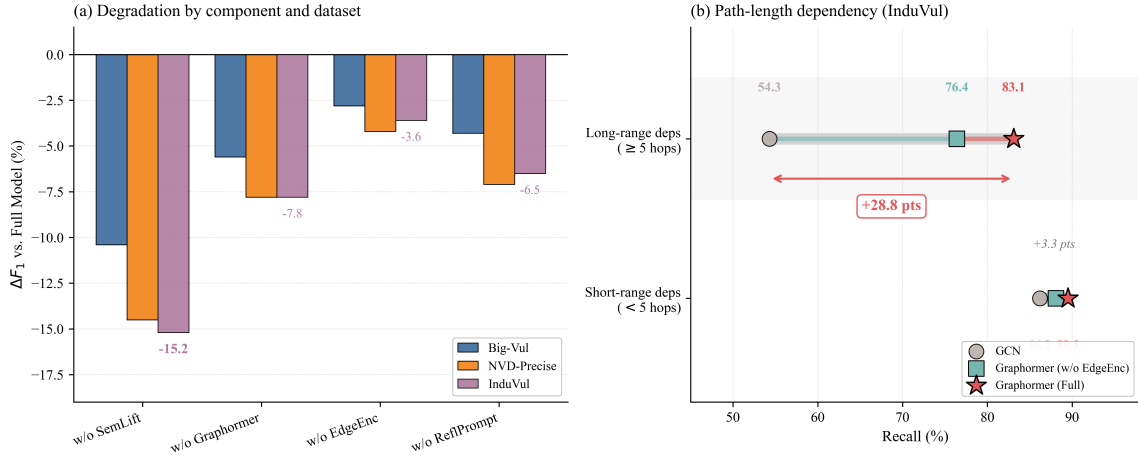 (a) Degradation by component and dataset
ΔF₁ vs. Full Model (%)
0.0
−2.5
−5.0
−7.5
−10.0
−12.5
−15.0
−17.5
-15.2
-7.8
-3.6
-6.5
w/o SemLift
w/o Graphormer
w/o EdgeEnc
w/o ReflPrompt
Big-Vul
NVD-Precise
InduVul
(b) Path-length dependency (InduVul)
Long-range deps
( ≥ 5 hops)
Short-range deps
( < 5 hops)
54.3
76.4
83.1
+28.8 pts
+3.3 pts
GCN
Graphormer (w/o EdgeEnc)
Graphormer (Full)
50
60
70
80
90
Recall (%)